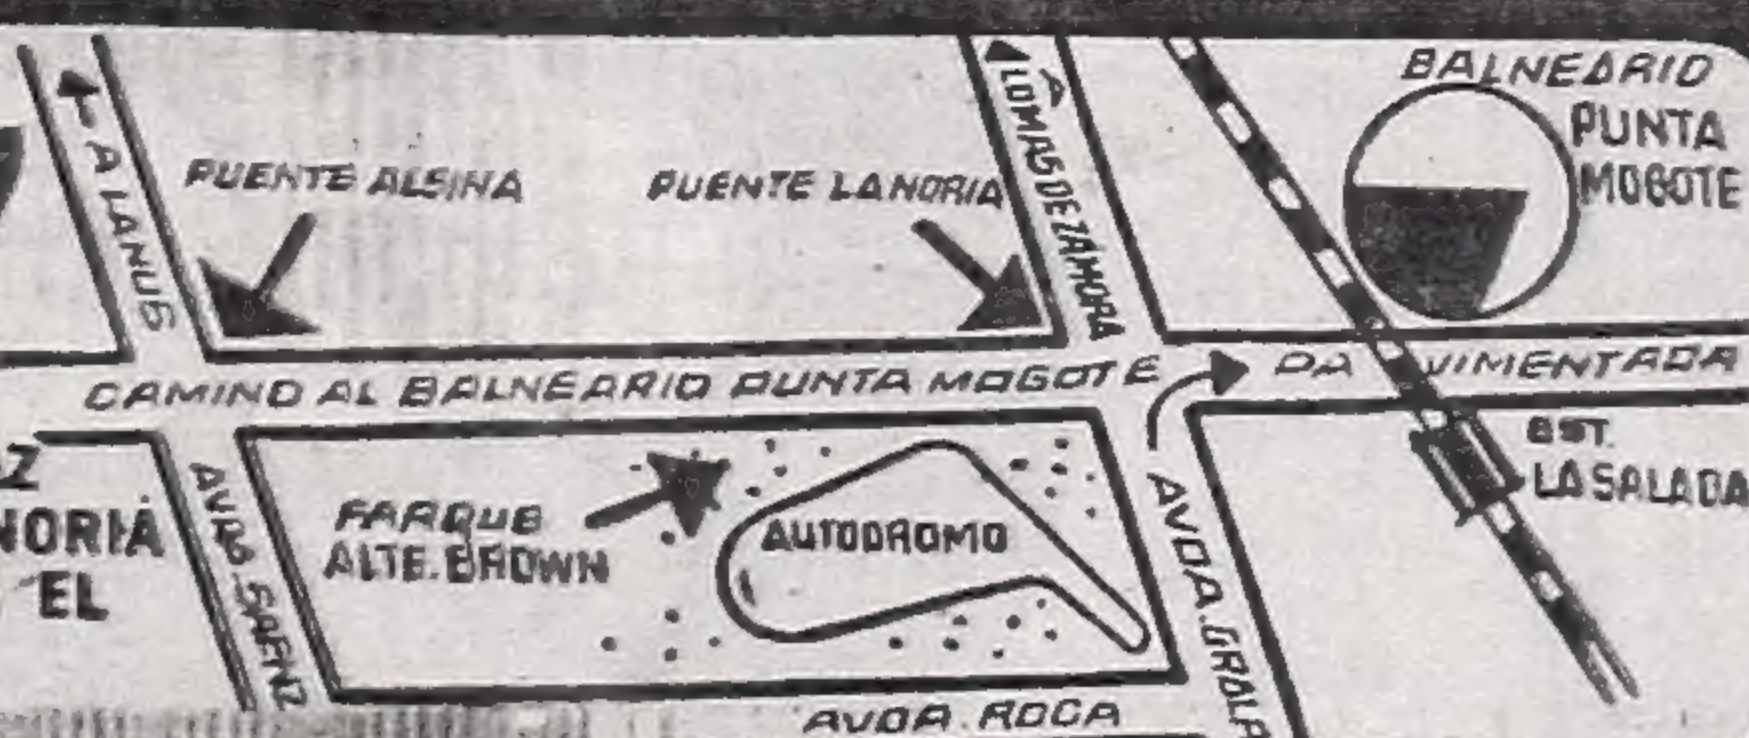 BALNEARIO
PUNTA
MOGOTE
A LANUS
PUENTE ALSINA
PUENTE LA NORIA
A LOMAS DE ZAMORA
CAMINO AL BALNEARIO PUNTA MOGOTE
PAVIMENTADA
EST.
LA SALADA
AZ
NORIA
EL
AVDA. SAENZ
PARQUE
ALTE. BROWN
AUTODROMO
AVDA. GRAL P
AVDA. ROCA